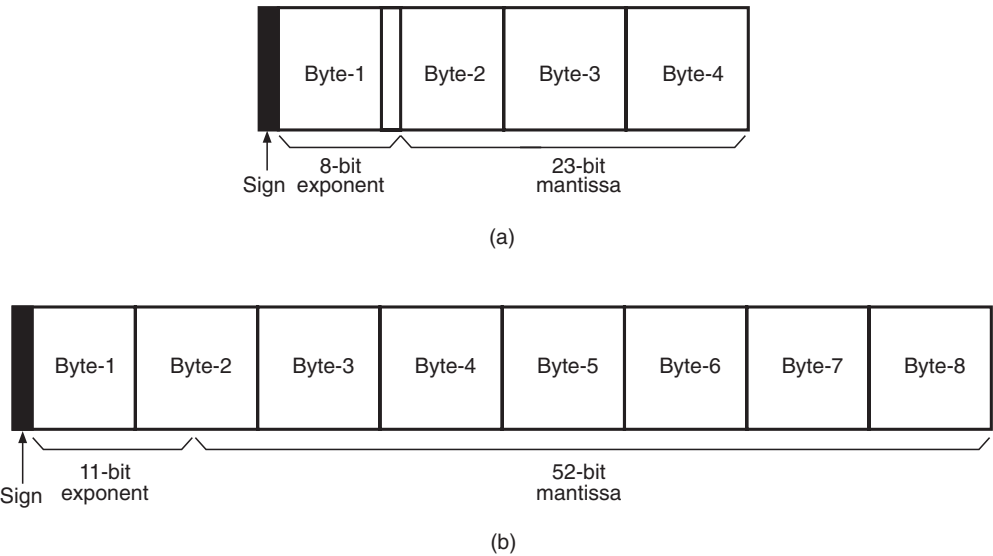 Byte-1 Byte-2 Byte-3 Byte-4
8-bit
exponent
23-bit
mantissa
Sign
(a)
Byte-1 Byte-2 Byte-3 Byte-4 Byte-5 Byte-6 Byte-7 Byte-8
11-bit
exponent
52-bit
mantissa
Sign
(b)